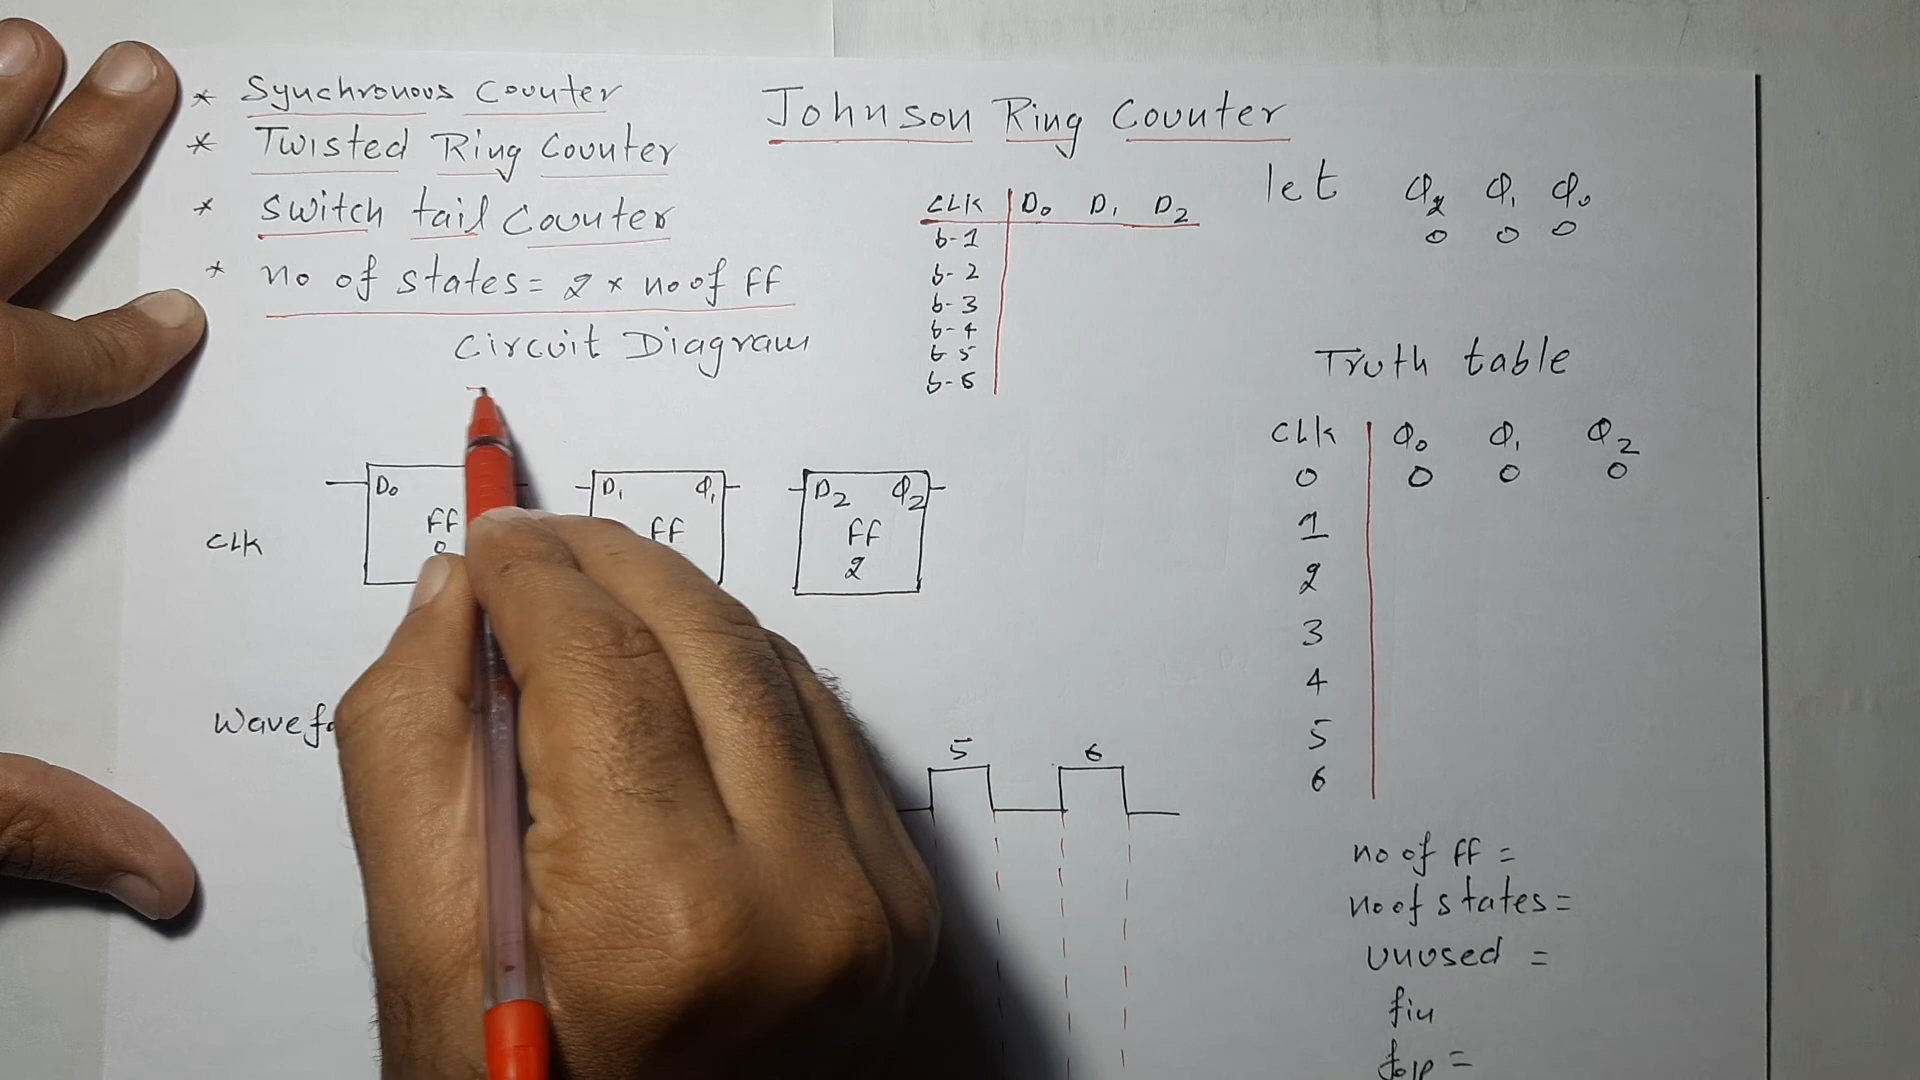 * Synchronous Counter
* Twisted Ring Counter
* Switch tail Counter
* no of states = 2 × no of ff
Johnson Ring Counter
CLK D₀ D₁ D₂
b-1
b-2
b-3
b-4
b-5
b-6
let Q₂ Q₁ Q₀
0 0 0
Circuit Diagram
CLK
D₀
FF
0
D₁ Q₁
FF
D₂ Q₂
FF
2
Truth table
CLK Q₀ Q₁ Q₂
0 0 0 0
1
2
3
4
5
6
5 6
no of ff =
no of states =
unused =
fin
fo/p =